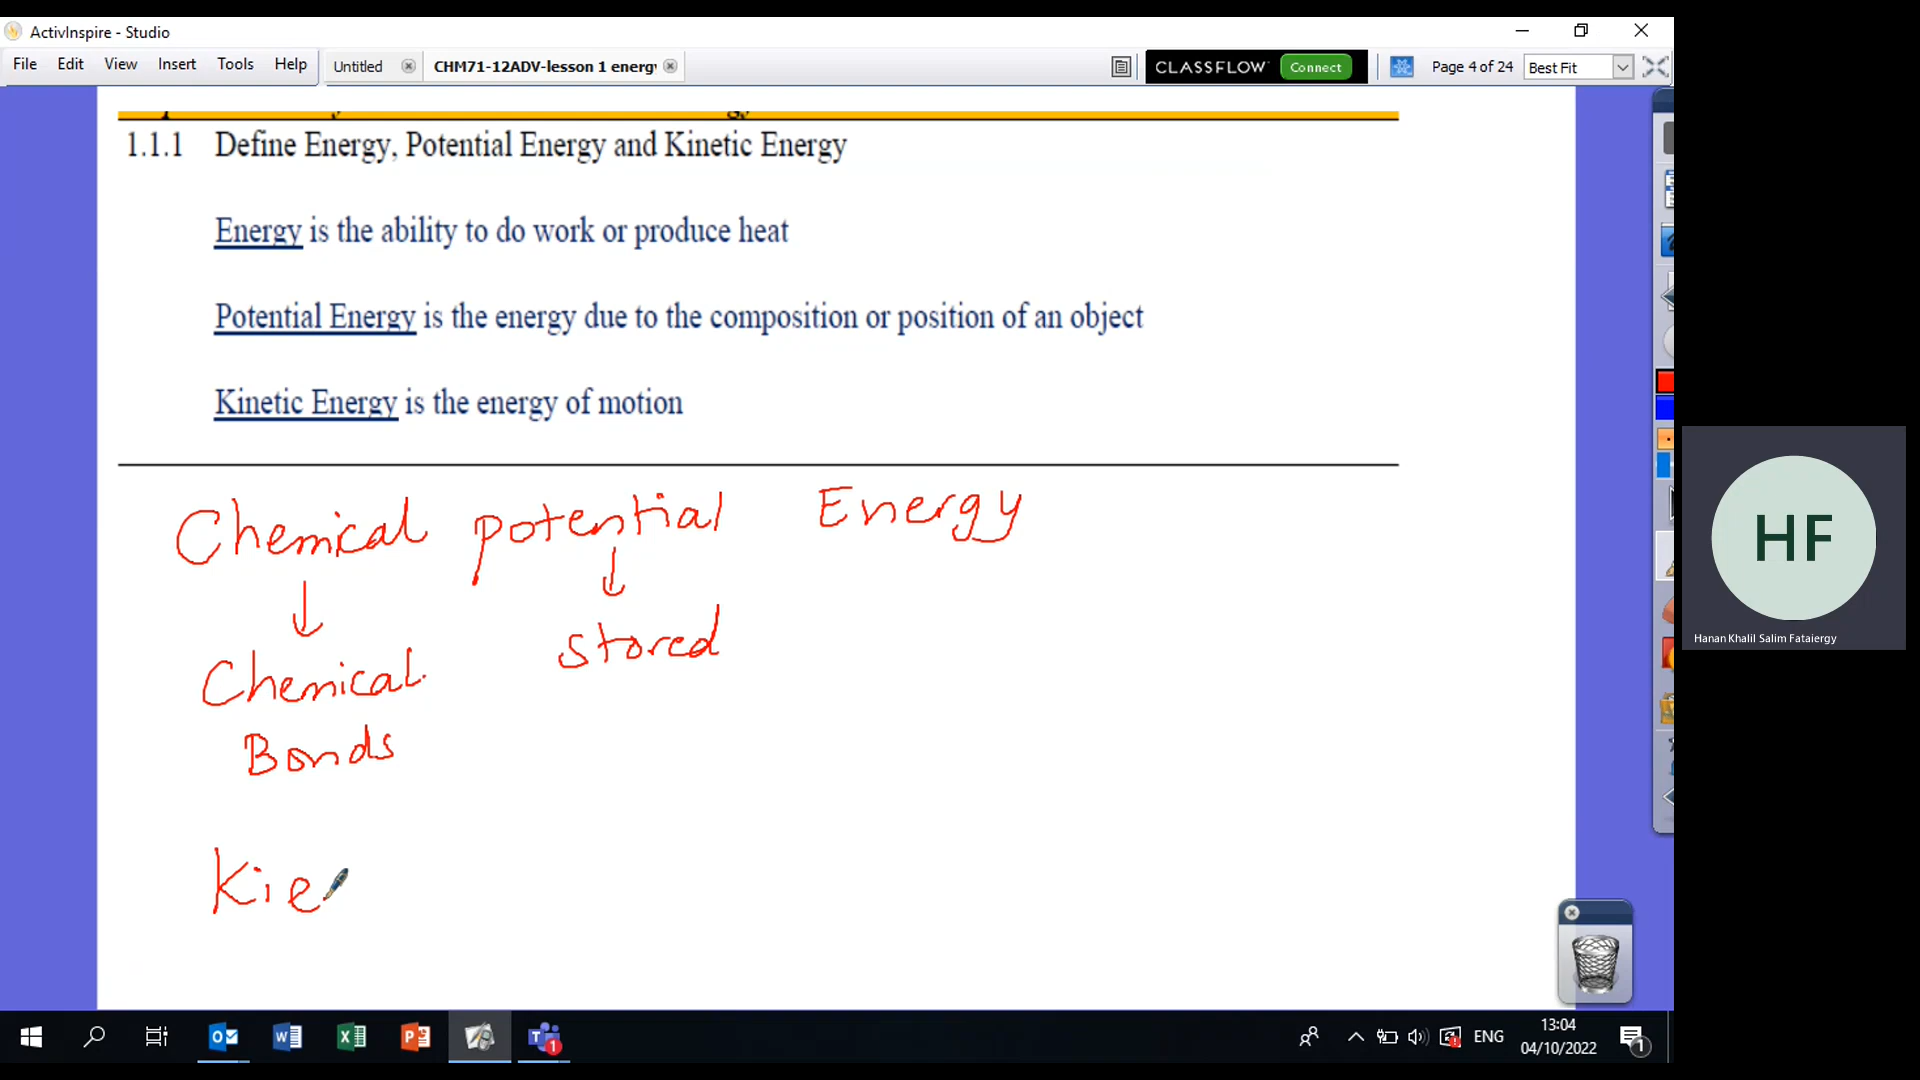 ActivInspire - Studio
File Edit View Insert Tools Help
Untitled CHM71-12ADV-lesson 1 energy
CLASSFLOW Connect Page 4 of 24 Best Fit
1.1.1 Define Energy, Potential Energy and Kinetic Energy
Energy is the ability to do work or produce heat
Potential Energy is the energy due to the composition or position of an object
Kinetic Energy is the energy of motion
Chemical potential Energy
Chemical stored
Bonds
Kie
HF
Hanan Khalil Salim Fataiergy
ENG 13:04
04/10/2022
1
1